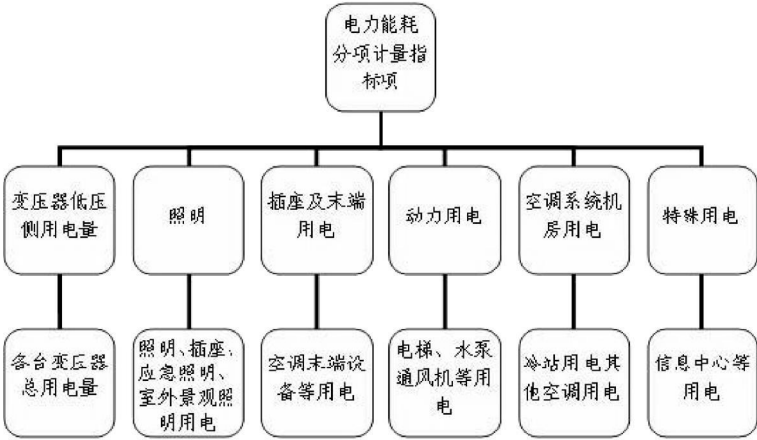 电力能耗
分项计量指
标项
变压器低压
侧用电量
照明
插座及末端
用电
动力用电
空调系统机
房用电
特殊用电
各台变压器
总用电量
照明、插座、
应急照明、
室外景观照
明用电
空调末端设
备等用电
电梯、水泵
通风机等用
电
冷站用电其
他空调用电
信息中心等
用电